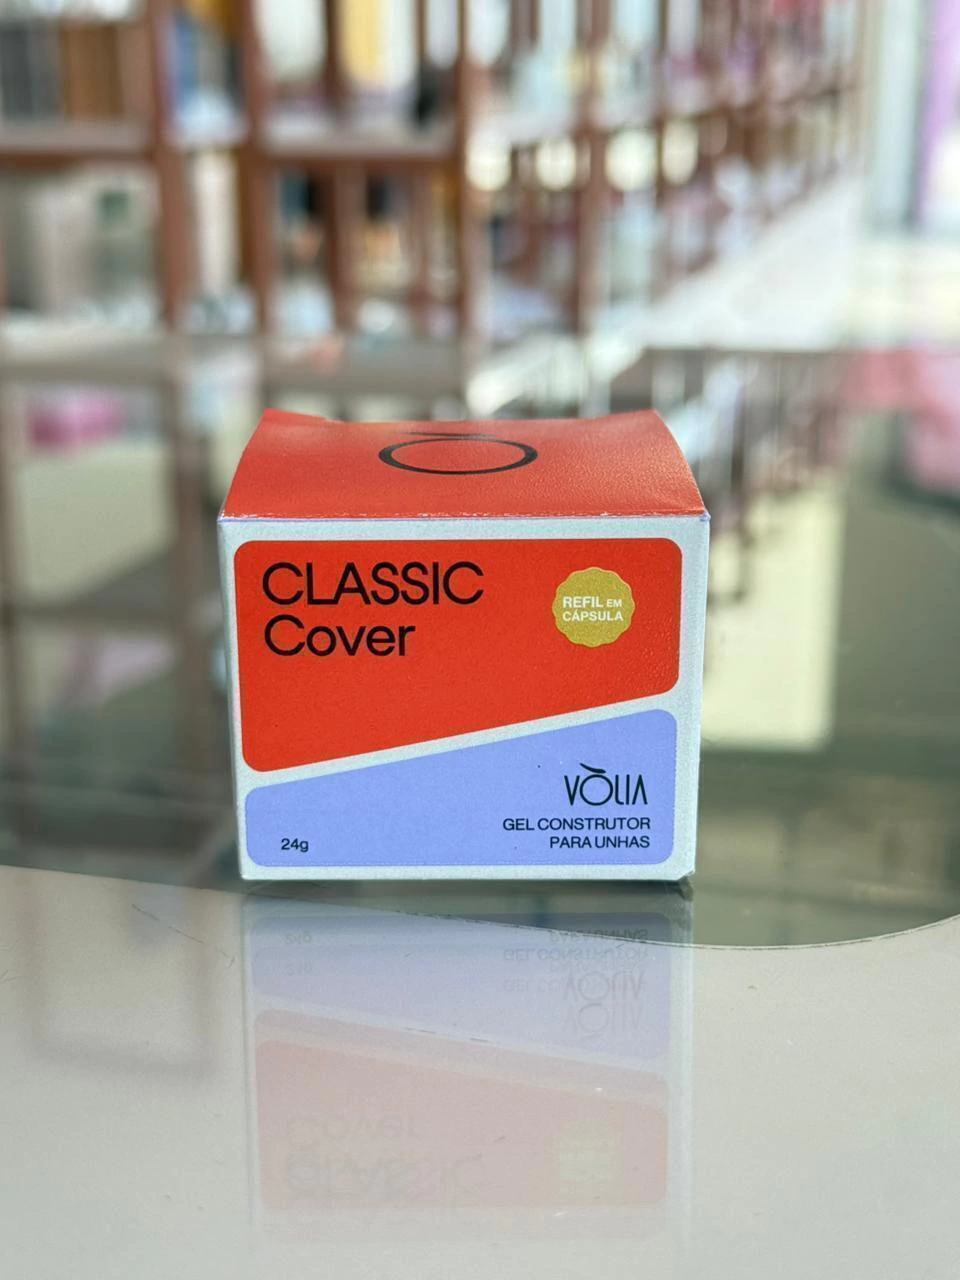 CLASSIC
Cover
REFIL EM
CÁPSULA
VÒLIA
GEL CONSTRUTOR
PARA UNHAS
24g